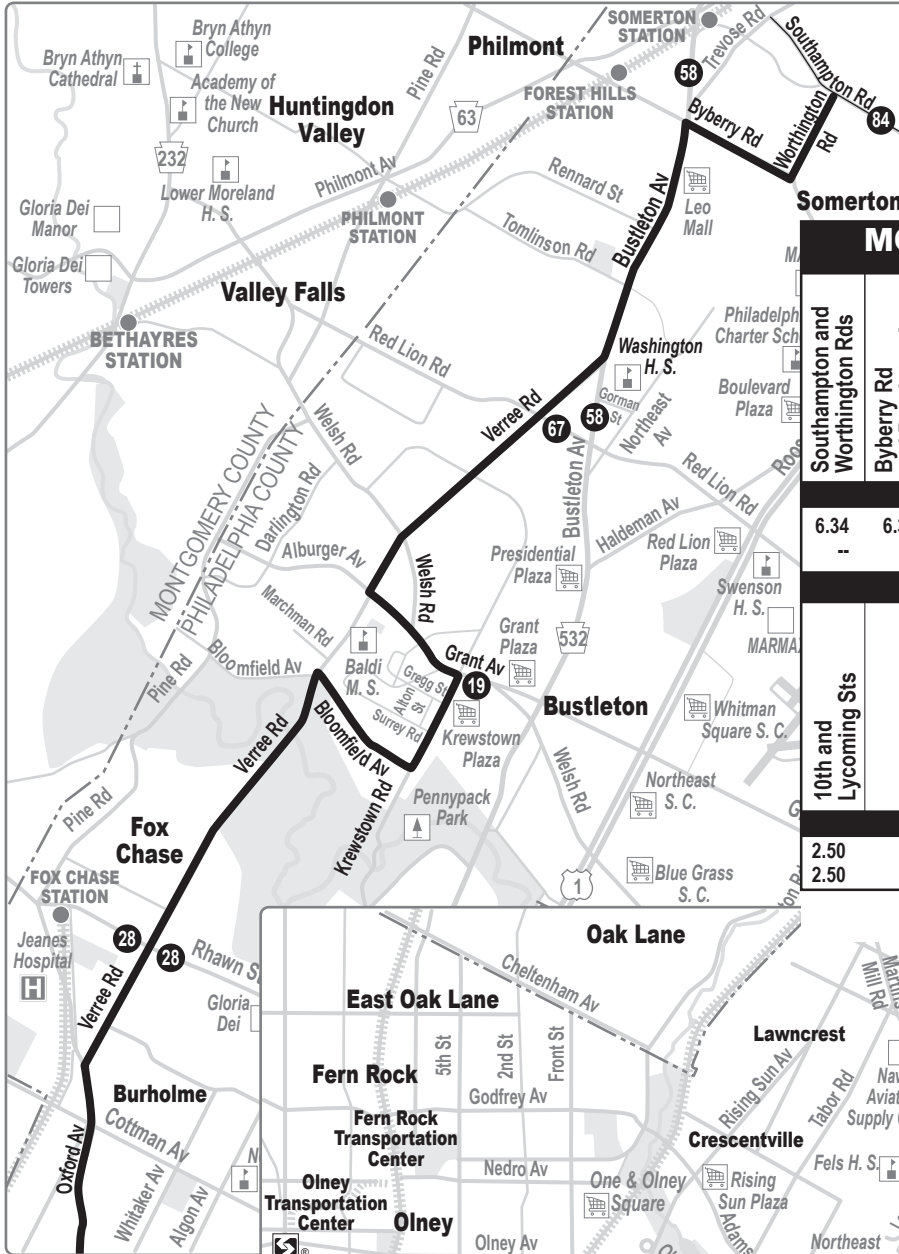 Bryn Athyn
Cathedral
Bryn Athyn
College
Academy of
the New
Church
Huntingdon
Valley
232
Lower Moreland
H. S.
Gloria Dei
Manor
Gloria Dei
Towers
BETHAYRES
STATION
Valley Falls
Philmont Av
PHILMONT
STATION
Pine Rd
63
Philmont
SOMERTON
STATION
FOREST HILLS
STATION
58
Trevose Rd
Southampton Rd
84
Byberry Rd
Worthington
Rd
Somerton
Leo
Mall
Rennard St
Tomlinson Rd
Bustleton Av
Red Lion Rd
Washington
H. S.
Gorman
St
Northeast
Av
67
58
Verree Rd
Bustleton Av
Red Lion Rd
Haldeman Av
Charter Sch
Boulevard
Plaza
Red Lion
Plaza
Swenson
H. S.
Presidential
Plaza
532
Grant
Plaza
MONTGOMERY COUNTY
PHILADELPHIA COUNTY
Darlington Rd
Welsh Rd
Alburger Av
Welsh Rd
Marchman Rd
Bloomfield Av
Pine Rd
Baldi
M. S.
Gregg St
Alton
St
Surrey Rd
Grant Av
19
Krewstown
Plaza
Bustleton
Whitman
Square S. C.
Verree Rd
Bloomfield Av
Krewstown Rd
Pennypack
Park
Welsh Rd
Northeast
S. C.
Blue Grass
S. C.
1
Pine Rd
Fox
Chase
FOX CHASE
STATION
Jeanes
Hospital
H
28
28
Rhawn S
Verree Rd
Gloria
Dei
Burholme
Cottman Av
Oxford Av
Whitaker Av
Algon Av
N
Southampton and
Worthington Rds
Byberry Rd
6.34
--
10th and
Lycoming Sts
2.50
2.50
Oak Lane
Cheltenham Av
East Oak Lane
5th St
2nd St
Front St
Fern Rock
Godfrey Av
Fern Rock
Transportation
Center
Nedro Av
Olney
Transportation
Center
Olney
Olney Av
One & Olney
Square
Lawncrest
Rising Sun Av
Tabor Rd
Mill Rd
Crescentville
Rising
Sun Plaza
Adams
Supply
Fels H. S.
Northeast